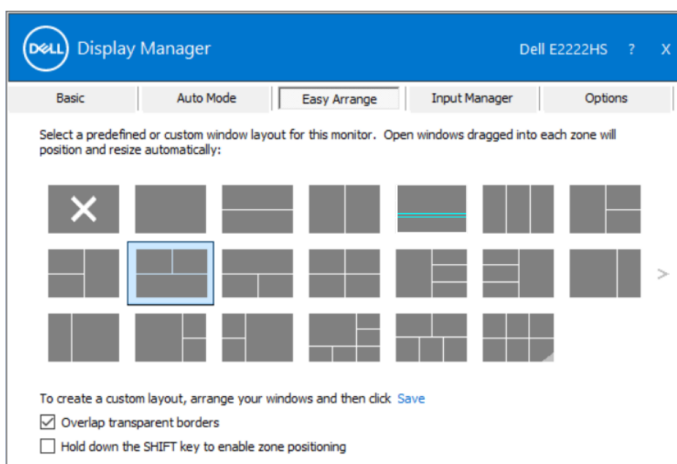 DELL Display Manager Dell E2222HS ? X
Basic Auto Mode Easy Arrange Input Manager Options
Select a predefined or custom window layout for this monitor. Open windows dragged into each zone will
position and resize automatically:
>
To create a custom layout, arrange your windows and then click Save
Overlap transparent borders
Hold down the SHIFT key to enable zone positioning